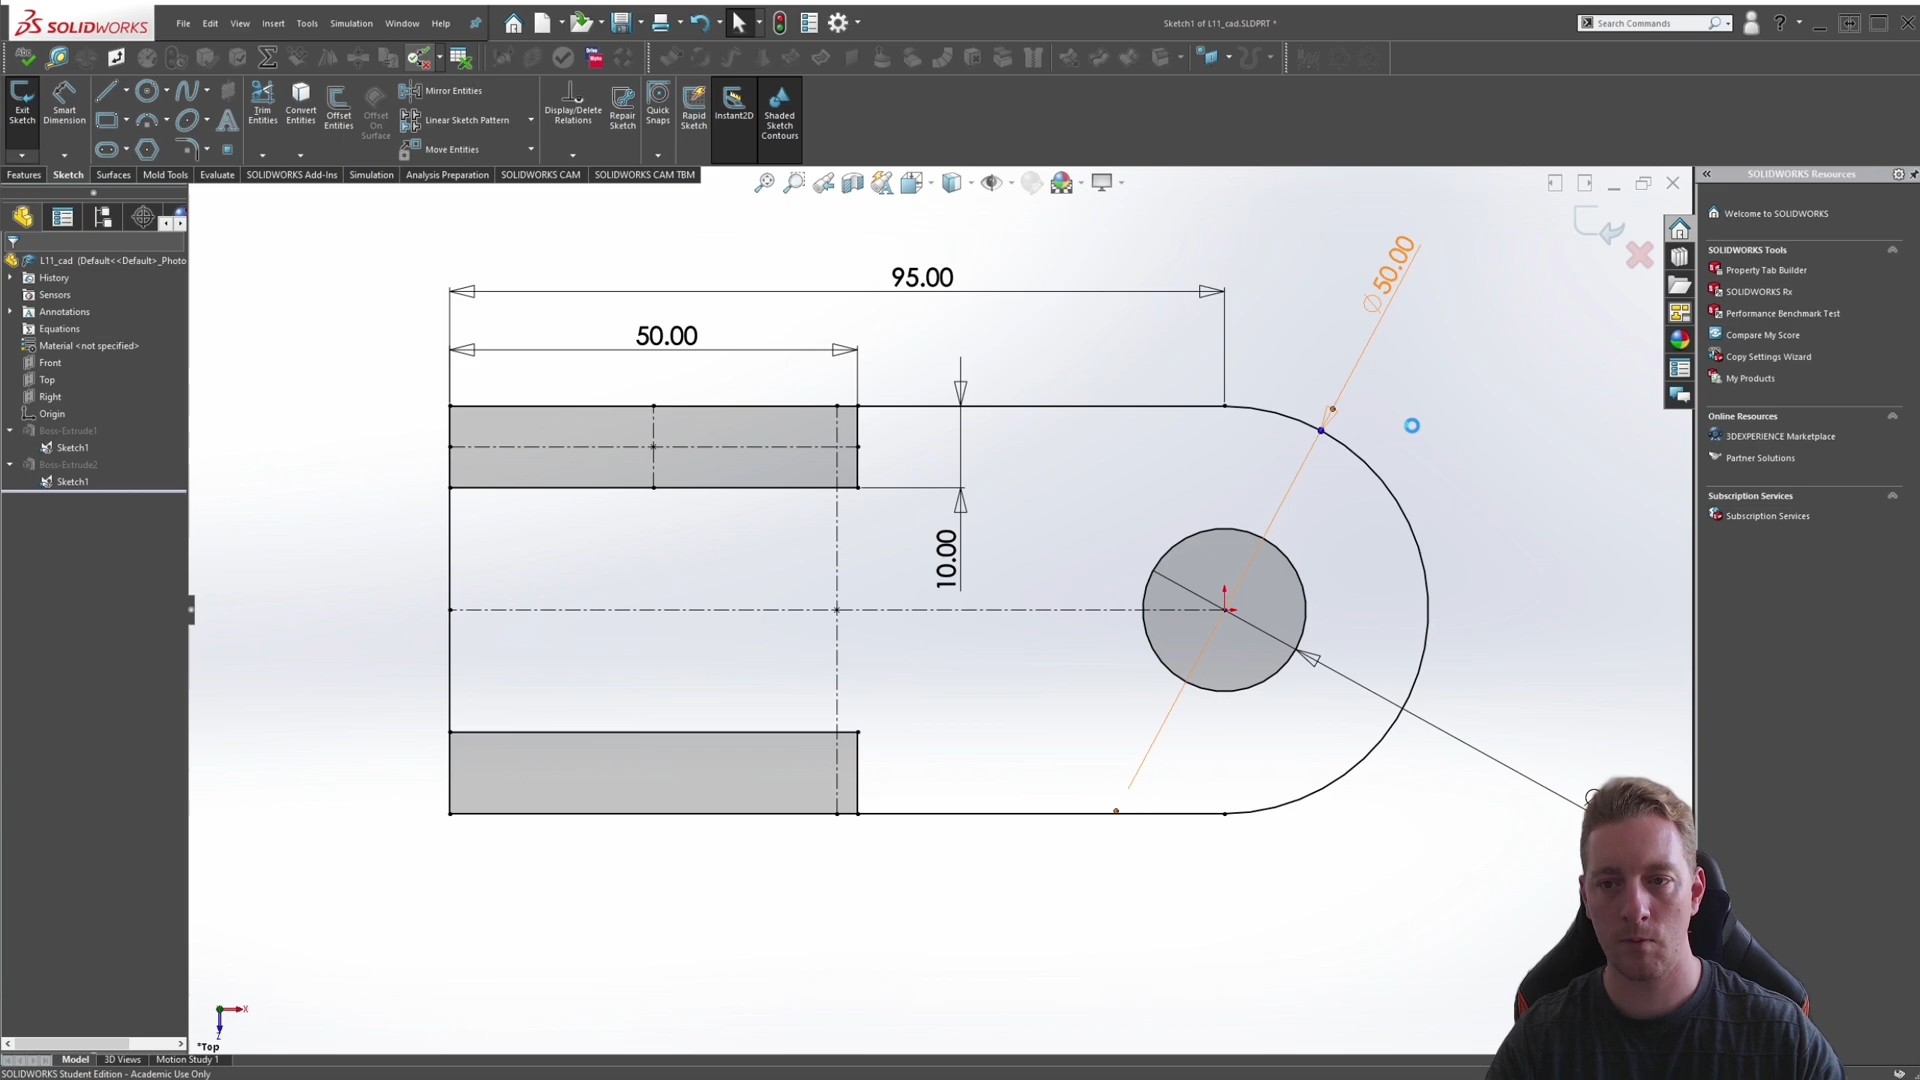 SOLIDWORKS
File
Edit
View
Insert
Tools
Simulation
Window
Help
Sketch1 of L11_cad.SLDPRT *
Search Commands
Exit Sketch
Smart Dimension
Trim Entities
Convert Entities
Offset Entities
Offset On Surface
Mirror Entities
Linear Sketch Pattern
Move Entities
Display/Delete Relations
Repair Sketch
Quick Snaps
Rapid Sketch
Instant2D
Shaded Sketch Contours
Features
Sketch
Surfaces
Mold Tools
Evaluate
SOLIDWORKS Add-Ins
Simulation
Analysis Preparation
SOLIDWORKS CAM
SOLIDWORKS CAM TBM
L11_cad (Default<<Default>_Photo
History
Sensors
Annotations
Equations
Material <not specified>
Front
Top
Right
Origin
Boss-Extrude1
Sketch1
Boss-Extrude2
Sketch1
95.00
50.00
10.00
∅50.00
*Top
SOLIDWORKS Resources
Welcome to SOLIDWORKS
SOLIDWORKS Tools
Property Tab Builder
SOLIDWORKS Rx
Performance Benchmark Test
Compare My Score
Copy Settings Wizard
My Products
Online Resources
3DEXPERIENCE Marketplace
Partner Solutions
Subscription Services
Subscription Services
Model
3D Views
Motion Study 1
SOLIDWORKS Student Edition - Academic Use Only